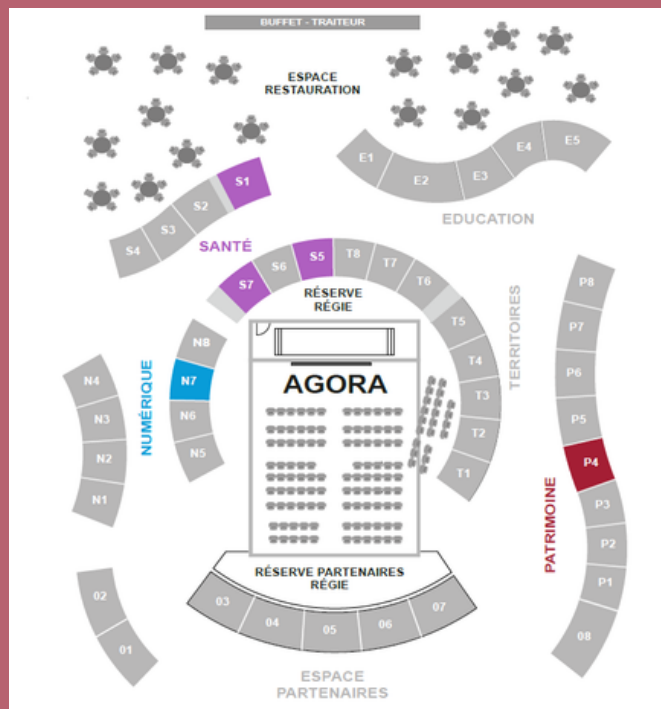 BUFFET - TRAITEUR
ESPACE
RESTAURATION
E1
E2
E3
E4
E5
EDUCATION
S1
S2
S3
S4
SANTÉ
S7
S6
S5
T8
T7
T6
T5
T4
T3
T2
T1
TERRITOIRES
RÉSERVE
RÉGIE
AGORA
N8
N7
N6
N5
NUMÉRIQUE
N4
N3
N2
N1
P8
P7
P6
P5
P4
P3
P2
P1
08
PATRIMOINE
RÉSERVE PARTENAIRES
RÉGIE
02
01
03
04
05
06
07
ESPACE
PARTENAIRES